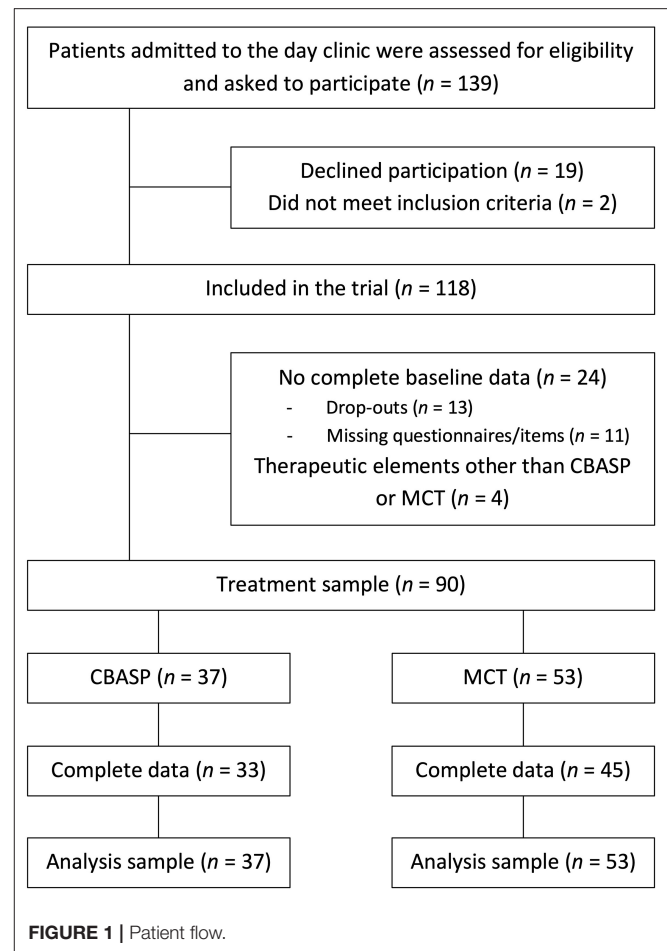 Patients admitted to the day clinic were assessed for eligibility
and asked to participate (n = 139)
Declined participation (n = 19)
Did not meet inclusion criteria (n = 2)
Included in the trial (n = 118)
No complete baseline data (n = 24)
- Drop-outs (n = 13)
- Missing questionnaires/items (n = 11)
Therapeutic elements other than CBASP
or MCT (n = 4)
Treatment sample (n = 90)
CBASP (n = 37)
MCT (n = 53)
Complete data (n = 33)
Complete data (n = 45)
Analysis sample (n = 37)
Analysis sample (n = 53)
FIGURE 1 | Patient flow.